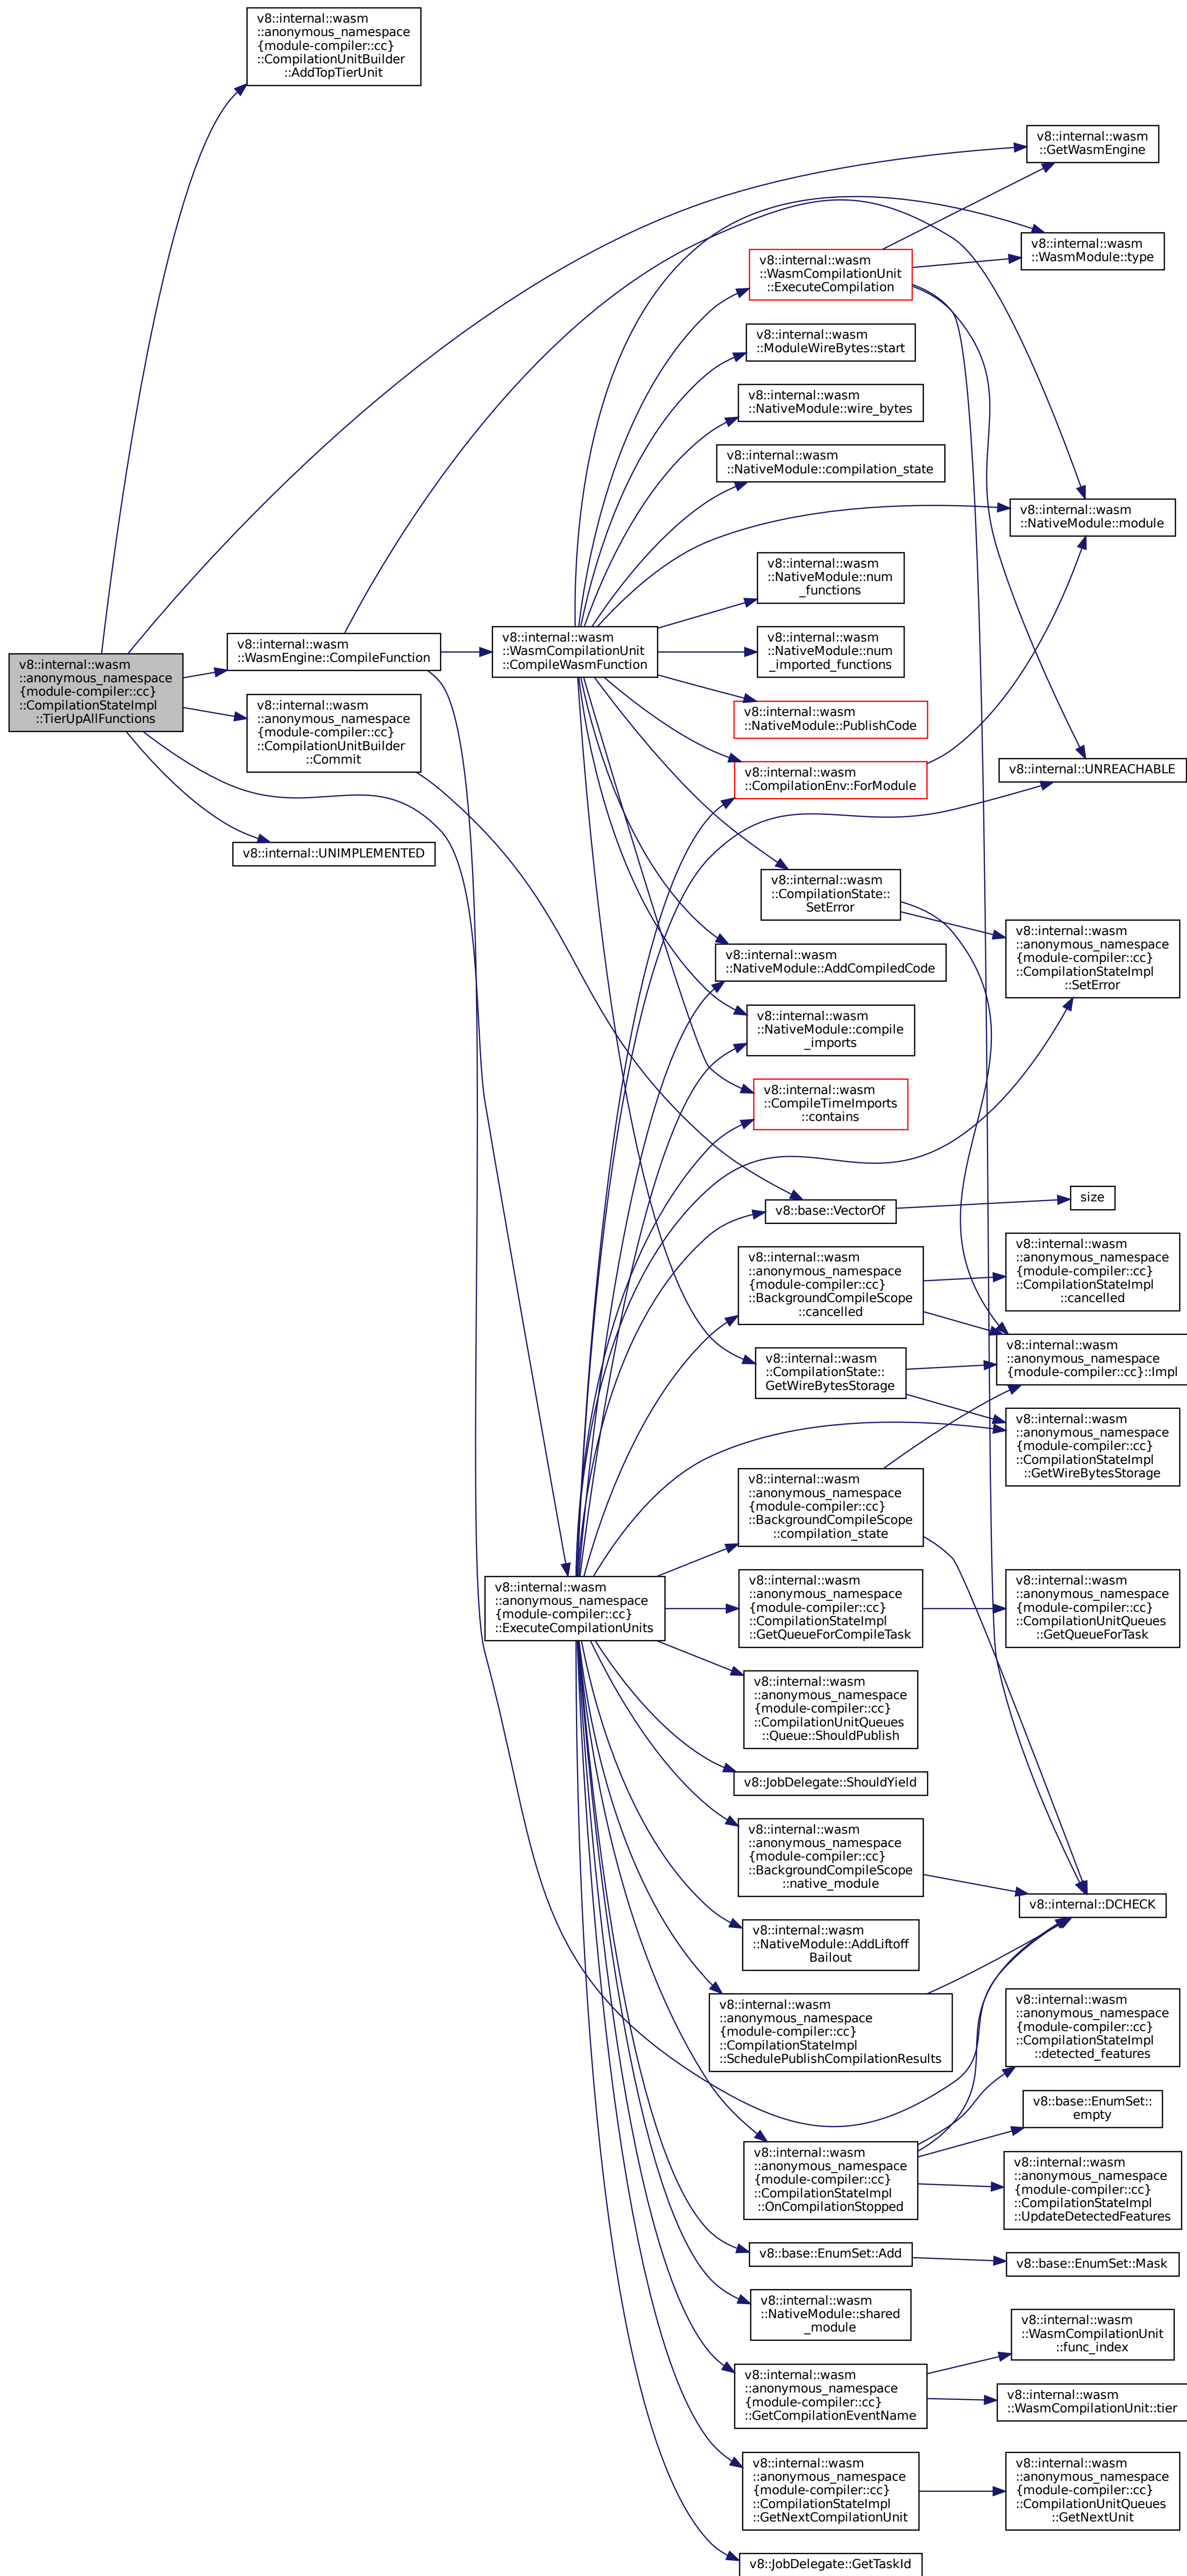 v8::internal::wasm
::anonymous_namespace
{module-compiler::cc}
::CompilationStateImpl
::TierUpAllFunctions
v8::internal::wasm
::anonymous_namespace
{module-compiler::cc}
::CompilationUnitBuilder
::AddTopTierUnit
v8::internal::wasm
::WasmEngine::CompileFunction
v8::internal::wasm
::anonymous_namespace
{module-compiler::cc}
::CompilationUnitBuilder
::Commit
v8::internal::UNIMPLEMENTED
v8::internal::wasm
::WasmCompilationUnit
::CompileWasmFunction
v8::internal::wasm
::anonymous_namespace
{module-compiler::cc}
::ExecuteCompilationUnits
v8::internal::wasm
::WasmCompilationUnit
::ExecuteCompilation
v8::internal::wasm
::ModuleWireBytes::start
v8::internal::wasm
::NativeModule::wire_bytes
v8::internal::wasm
::NativeModule::compilation_state
v8::internal::wasm
::NativeModule::num
_functions
v8::internal::wasm
::NativeModule::num
_imported_functions
v8::internal::wasm
::NativeModule::PublishCode
v8::internal::wasm
::CompilationEnv::ForModule
v8::internal::wasm
::CompilationState::
SetError
v8::internal::wasm
::NativeModule::AddCompiledCode
v8::internal::wasm
::NativeModule::compile
_imports
v8::internal::wasm
::CompileTimeImports
::contains
v8::base::VectorOf
v8::internal::wasm
::anonymous_namespace
{module-compiler::cc}
::BackgroundCompileScope
::cancelled
v8::internal::wasm
::CompilationState::
GetWireBytesStorage
v8::internal::wasm
::anonymous_namespace
{module-compiler::cc}
::BackgroundCompileScope
::compilation_state
v8::internal::wasm
::anonymous_namespace
{module-compiler::cc}
::CompilationStateImpl
::GetQueueForCompileTask
v8::internal::wasm
::anonymous_namespace
{module-compiler::cc}
::CompilationUnitQueues
::Queue::ShouldPublish
v8::JobDelegate::ShouldYield
v8::internal::wasm
::anonymous_namespace
{module-compiler::cc}
::BackgroundCompileScope
::native_module
v8::internal::wasm
::NativeModule::AddLiftoff
Bailout
v8::internal::wasm
::anonymous_namespace
{module-compiler::cc}
::CompilationStateImpl
::SchedulePublishCompilationResults
v8::internal::wasm
::anonymous_namespace
{module-compiler::cc}
::CompilationStateImpl
::OnCompilationStopped
v8::base::EnumSet::Add
v8::internal::wasm
::NativeModule::shared
_module
v8::internal::wasm
::anonymous_namespace
{module-compiler::cc}
::GetCompilationEventName
v8::internal::wasm
::anonymous_namespace
{module-compiler::cc}
::CompilationStateImpl
::GetNextCompilationUnit
v8::JobDelegate::GetTaskId
v8::internal::wasm
::GetWasmEngine
v8::internal::wasm
::WasmModule::type
v8::internal::wasm
::NativeModule::module
v8::internal::UNREACHABLE
v8::internal::wasm
::anonymous_namespace
{module-compiler::cc}
::CompilationStateImpl
::SetError
size
v8::internal::wasm
::anonymous_namespace
{module-compiler::cc}
::CompilationStateImpl
::cancelled
v8::internal::wasm
::anonymous_namespace
{module-compiler::cc}::Impl
v8::internal::wasm
::anonymous_namespace
{module-compiler::cc}
::CompilationStateImpl
::GetWireBytesStorage
v8::internal::wasm
::anonymous_namespace
{module-compiler::cc}
::CompilationUnitQueues
::GetQueueForTask
v8::internal::DCHECK
v8::internal::wasm
::anonymous_namespace
{module-compiler::cc}
::CompilationStateImpl
::detected_features
v8::base::EnumSet::
empty
v8::internal::wasm
::anonymous_namespace
{module-compiler::cc}
::CompilationStateImpl
::UpdateDetectedFeatures
v8::base::EnumSet::Mask
v8::internal::wasm
::WasmCompilationUnit
::func_index
v8::internal::wasm
::WasmCompilationUnit::tier
v8::internal::wasm
::anonymous_namespace
{module-compiler::cc}
::CompilationUnitQueues
::GetNextUnit